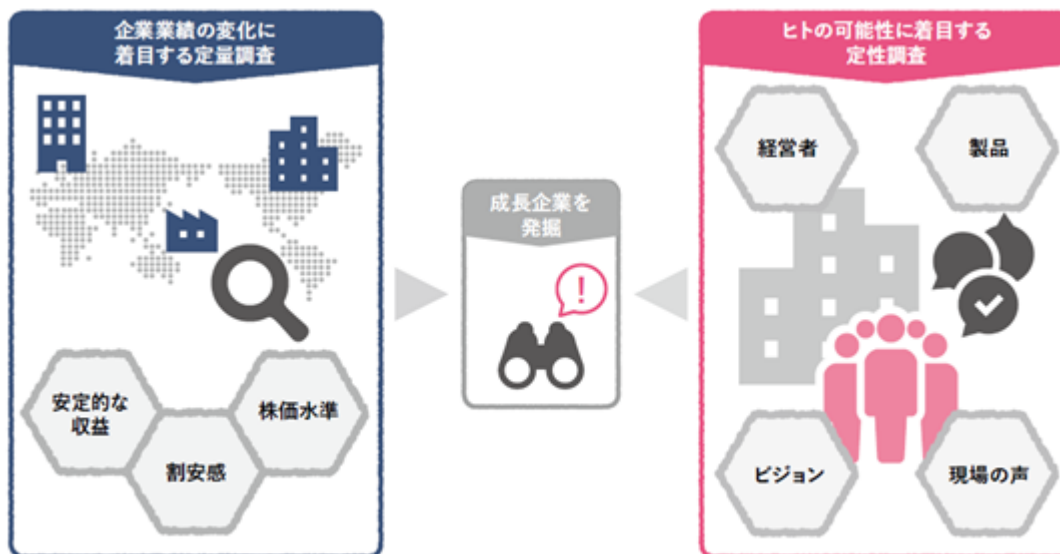 企業業績の変化に
着目する定量調査
安定的な
収益
割安感
株価水準
成長企業を
発掘
!
ヒトの可能性に着目する
定性調査
経営者
製品
ビジョン
現場の声